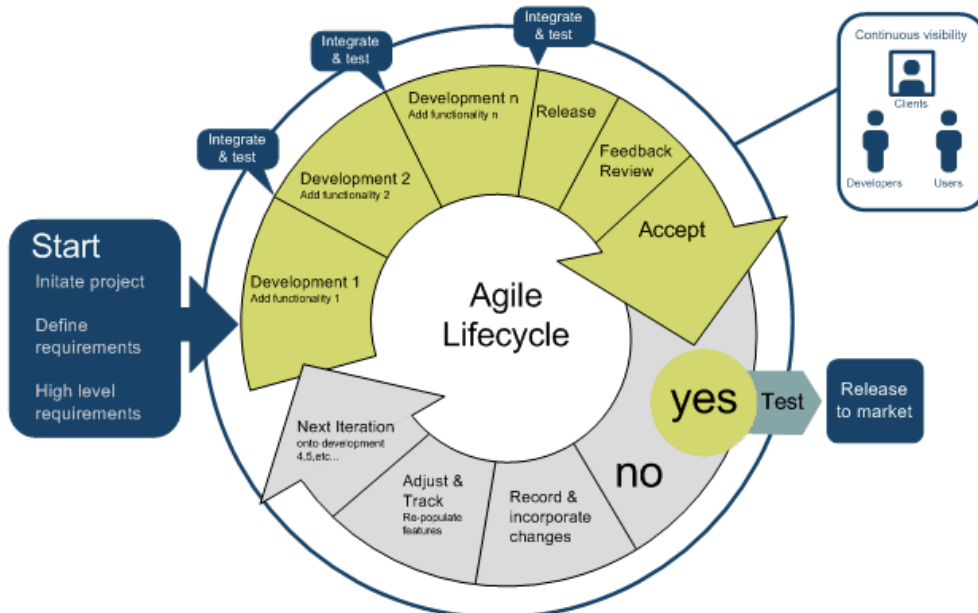 Start
Initate project
Define
requirements
High level
requirements
Integrate
& test
Integrate
& test
Integrate
& test
Development 1
Add functionality 1
Development 2
Add functionality 2
Development n
Add functionality n
Release
Feedback
Review
Accept
Agile
Lifecycle
yes
Test
Release
to market
no
Record &
incorporate
changes
Adjust &
Track
Re-populate
features
Next Iteration
onto development
4,5,etc...
Continuous visibility
Clients
Developers
Users